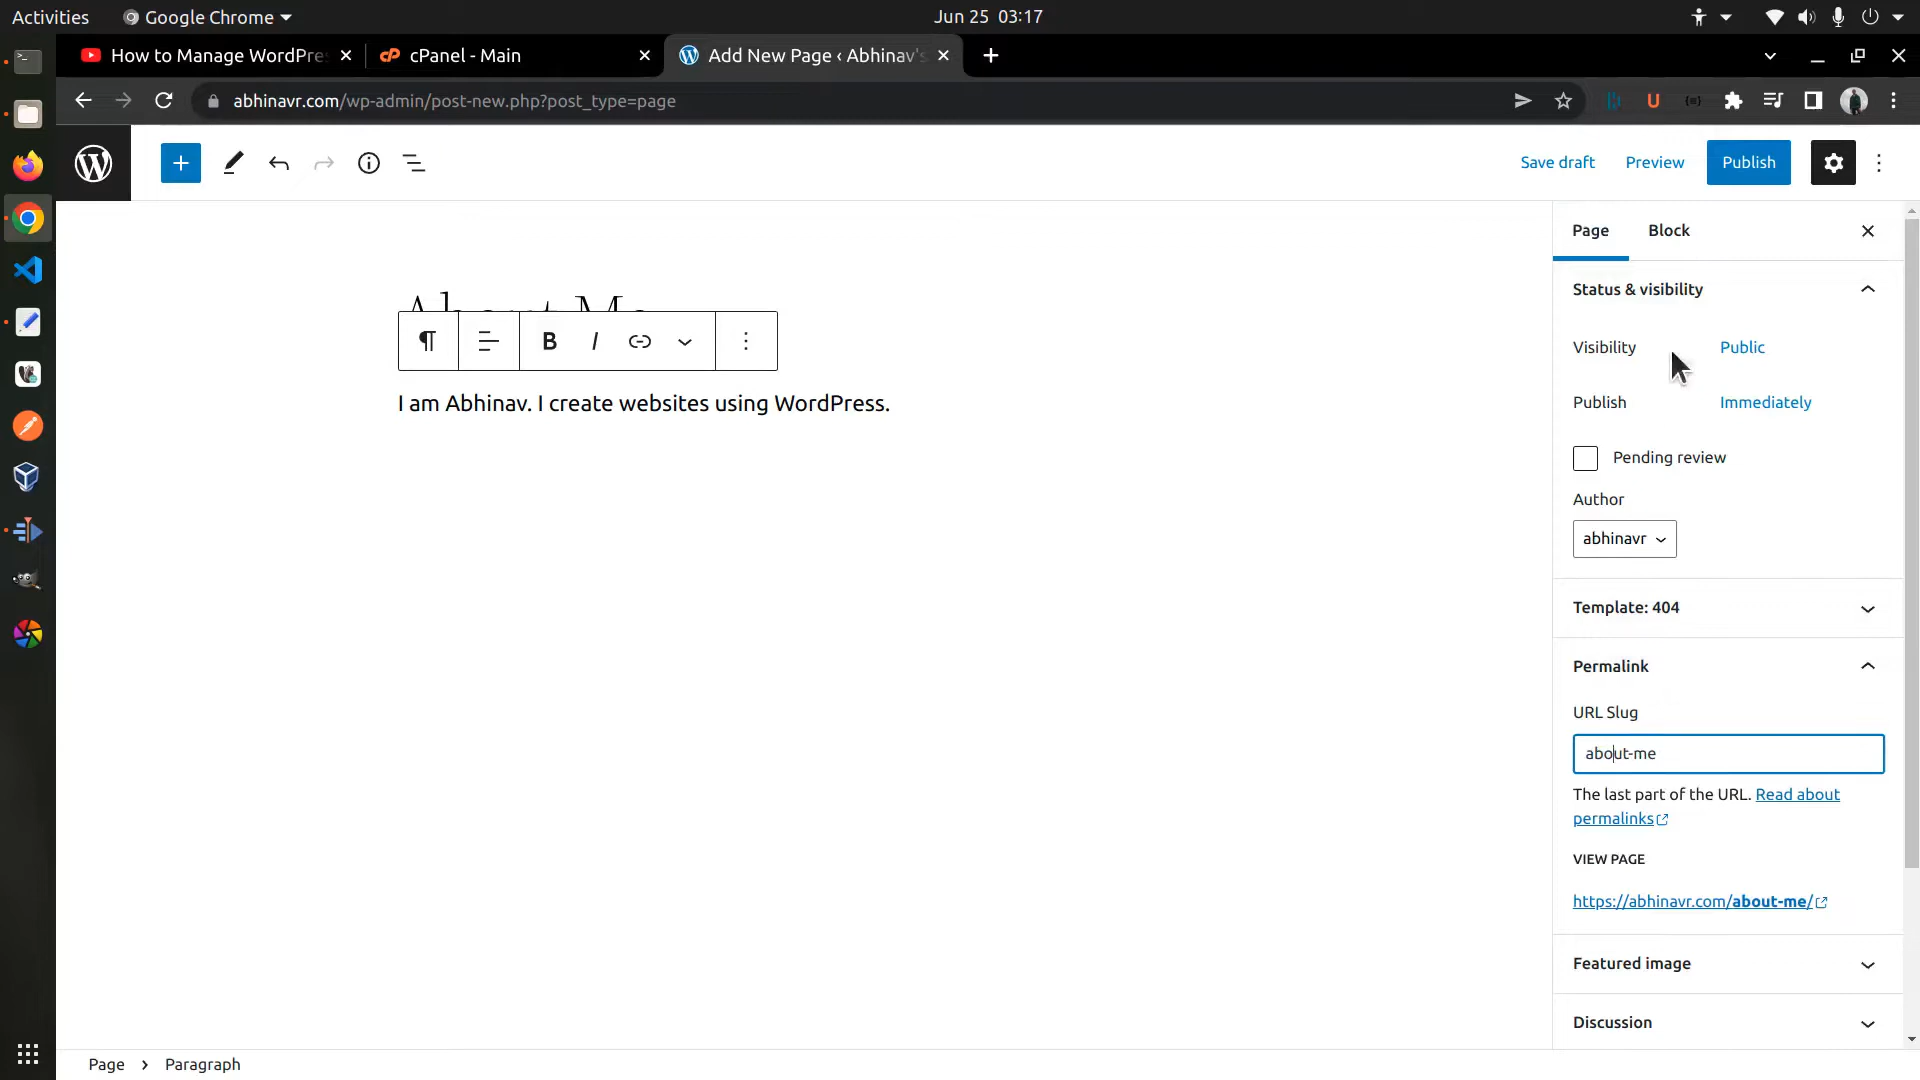 Activities
Google Chrome
Jun 25 03:17
How to Manage WordPre
cPanel - Main
Add New Page ‹ Abhinav's
abhinavr.com/wp-admin/post-new.php?post_type=page
Save draft
Preview
Publish
Page
Block
Status & visibility
About Me
Visibility
Public
B I
I am Abhinav. I create websites using WordPress.
Publish
Immediately
Pending review
Author
abhinavr
Template: 404
Permalink
URL Slug
about-me
The last part of the URL. Read about
permalinks
VIEW PAGE
https://abhinavr.com/about-me/
Featured image
Discussion
Page › Paragraph